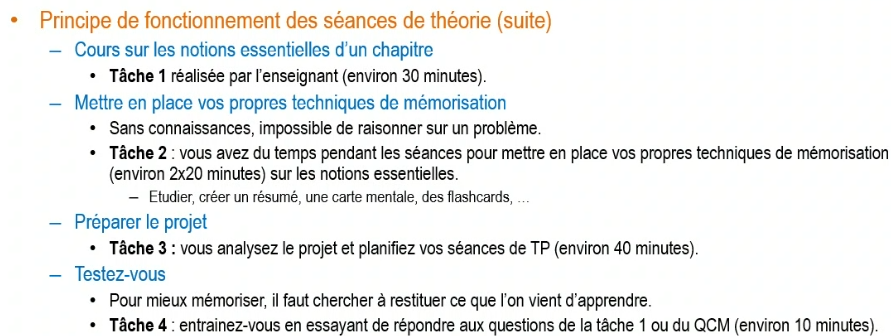 • Principe de fonctionnement des séances de théorie (suite)
– Cours sur les notions essentielles d'un chapitre
• Tâche 1 réalisée par l'enseignant (environ 30 minutes).
– Mettre en place vos propres techniques de mémorisation
• Sans connaissances, impossible de raisonner sur un problème.
• Tâche 2 : vous avez du temps pendant les séances pour mettre en place vos propres techniques de mémorisation
(environ 2x20 minutes) sur les notions essentielles.
– Etudier, créer un résumé, une carte mentale, des flashcards, …
– Préparer le projet
• Tâche 3 : vous analysez le projet et planifiez vos séances de TP (environ 40 minutes).
– Testez-vous
• Pour mieux mémoriser, il faut chercher à restituer ce que l'on vient d'apprendre.
• Tâche 4 : entrainez-vous en essayant de répondre aux questions de la tâche 1 ou du QCM (environ 10 minutes).